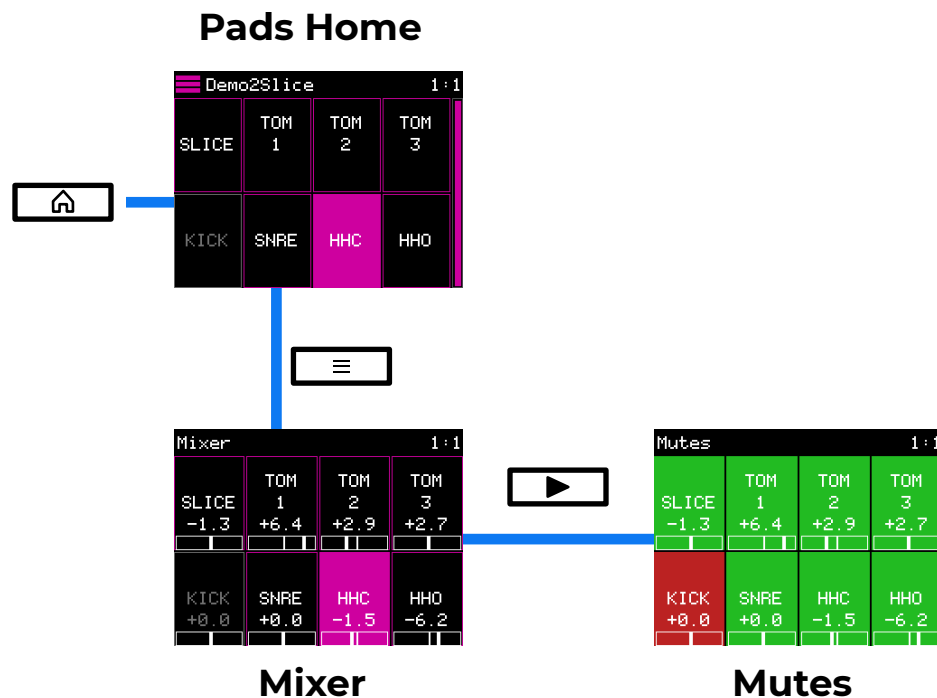 Pads Home
Demo2Slice 1:1
SLICE TOM 1 TOM 2 TOM 3
KICK SNRE HHC HHO
Mixer 1:1
SLICE -1.3 TOM 1 +6.4 TOM 2 +2.9 TOM 3 +2.7
KICK +0.0 SNRE +0.0 HHC -1.5 HHO -6.2
Mutes 1:1
SLICE -1.3 TOM 1 +6.4 TOM 2 +2.9 TOM 3 +2.7
KICK +0.0 SNRE +0.0 HHC -1.5 HHO -6.2
Mixer
Mutes